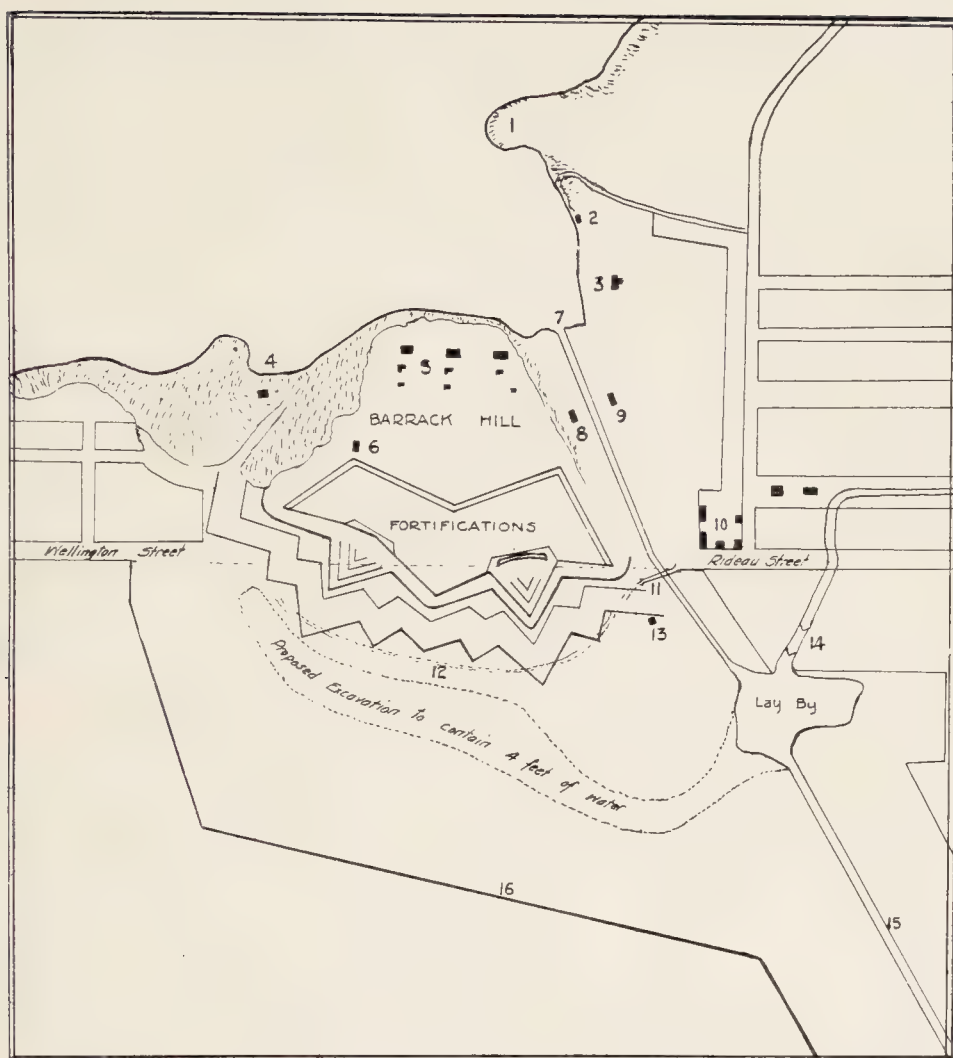 1
2
3
7
4
5
BARRACK HILL
8
9
6
FORTIFICATIONS
10
Wellington Street
Rideau Street
11
13
14
12
Lay By
Proposed Excavation to contain 4 feet of water
16
15